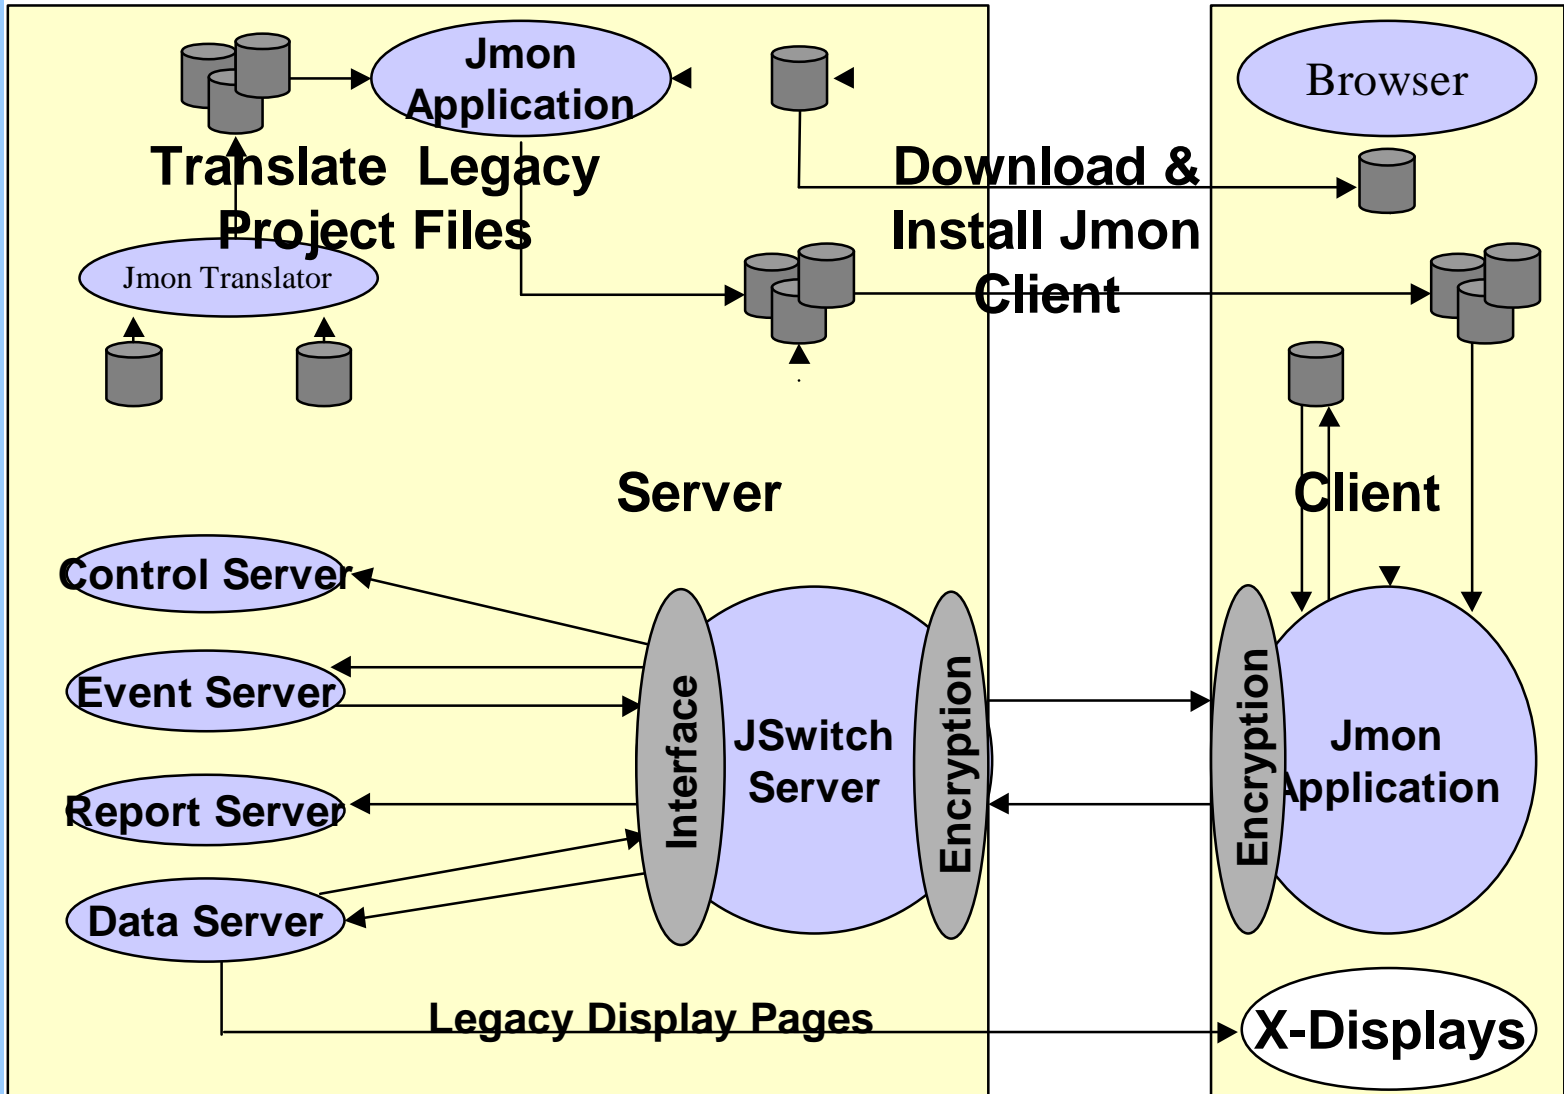 Jmon
Application
Browser
Translate Legacy
Project Files
Download &
Install Jmon
Client
Jmon Translator
Server
Client
Control Server
Event Server
Report Server
Data Server
Interface
JSwitch
Server
Encryption
Encryption
Jmon
Application
Legacy Display Pages
X-Displays